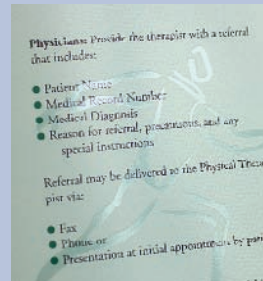 Physicians: Provide the therapist with a referral
that includes:
Patient Name
Medical Record Number
Medical Diagnosis
Reason for referral, precautions, and any
special instructions
Referral may be delivered to the Physical Thera-
pist via:
Fax
Phone or
Presentation at initial appointment by